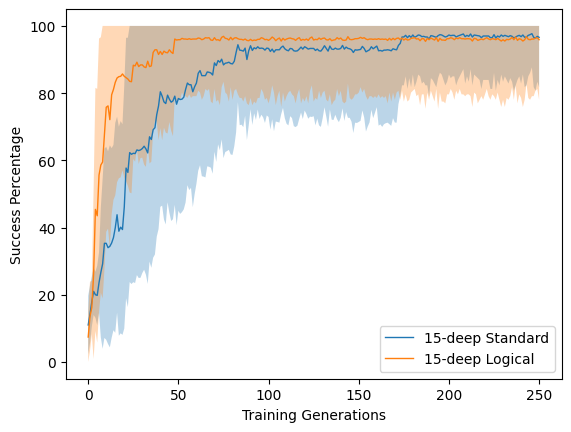 100
80
60
40
20
0
Success Percentage
15-deep Standard
15-deep Logical
0 50 100 150 200 250
Training Generations